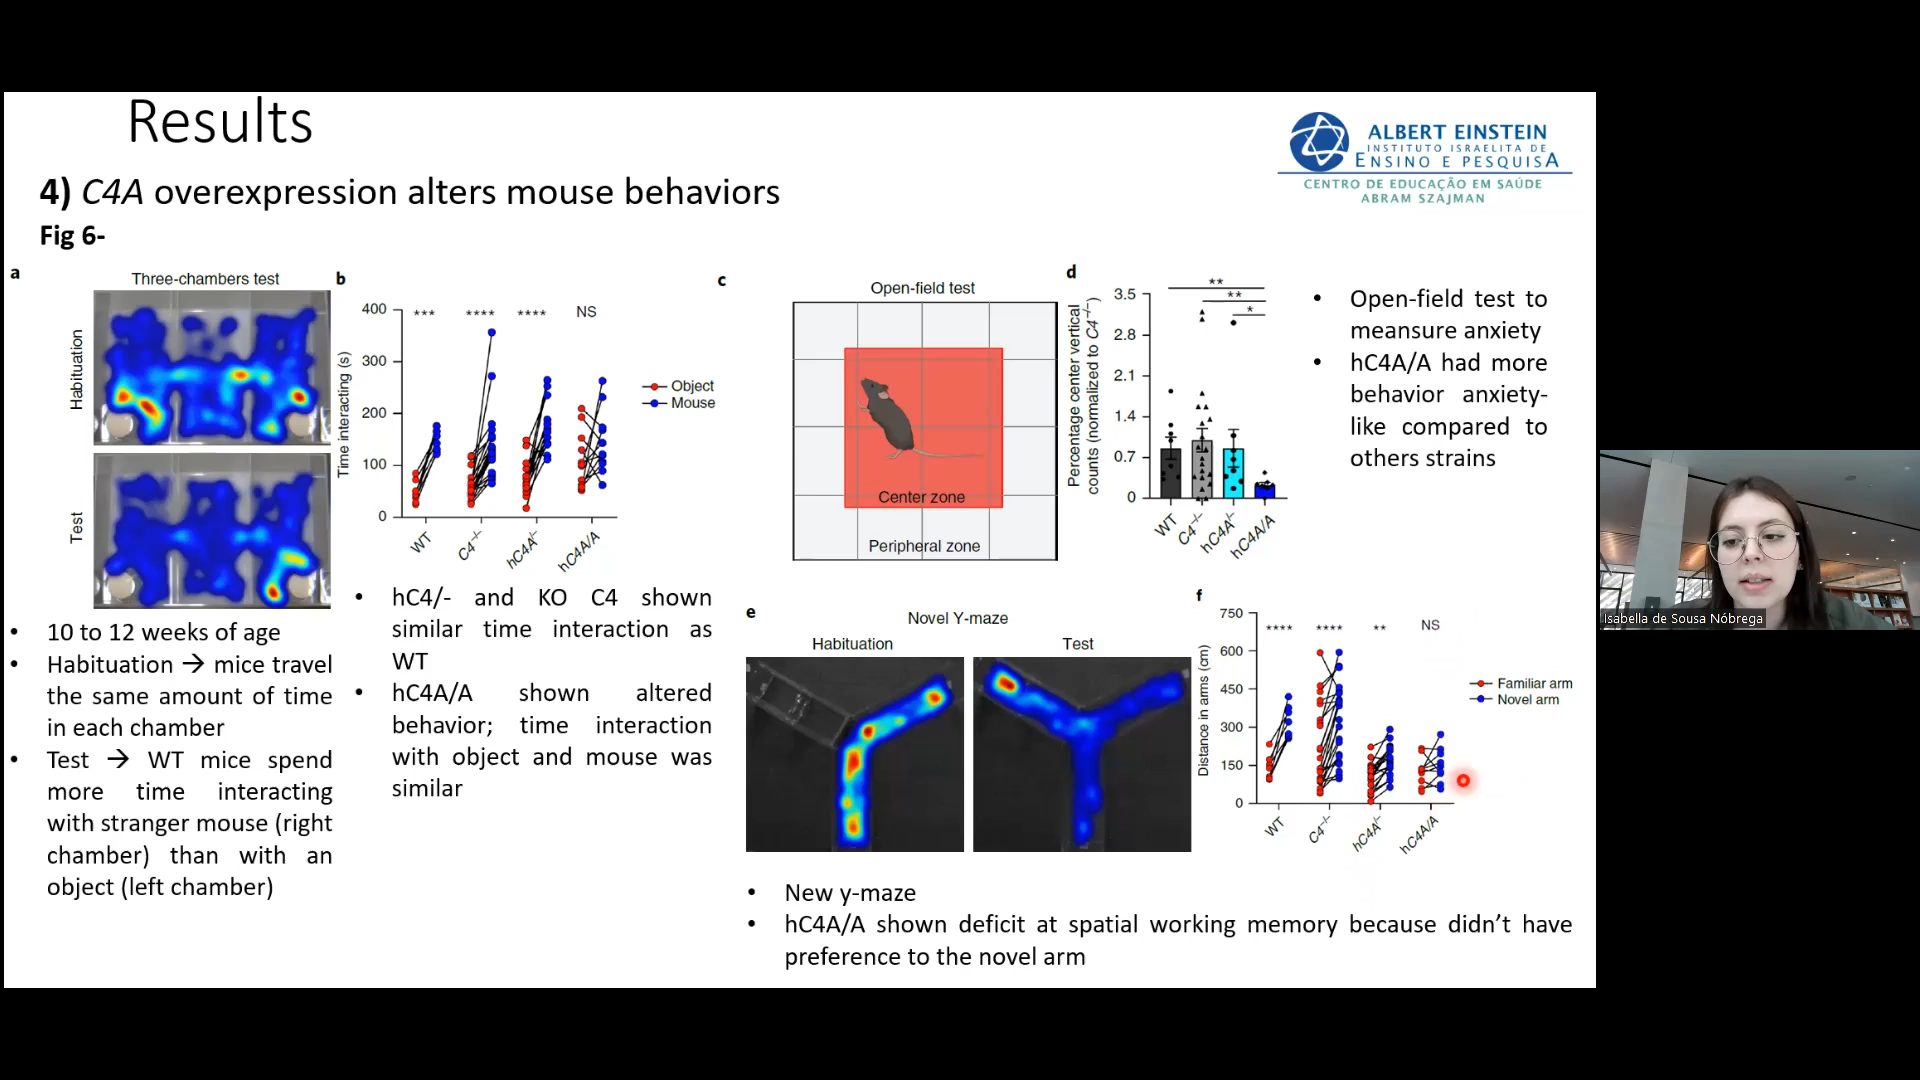 Results
ALBERT EINSTEIN
INSTITUTO ISRAELITA DE
ENSINO E PESQUISA
CENTRO DE EDUCAÇÃO EM SAÚDE
ABRAM SZAJMAN
4) C4A overexpression alters mouse behaviors
Fig 6-
a
Three-chambers test
Habituation
Test
b
400
300
200
100
0
Time interacting (s)
***
****
****
NS
WT
C4–/–
hC4A/–
hC4A/A
Object
Mouse
c
Open-field test
Center zone
Peripheral zone
d
3.5
2.8
2.1
1.4
0.7
0
Percentage center vertical
counts (normalized to C4–/–)
**
**
*
WT
C4–/–
hC4A/–
hC4A/A
• Open-field test to
meansure anxiety
• hC4A/A had more
behavior anxiety-
like compared to
others strains
• 10 to 12 weeks of age
• Habituation → mice travel
the same amount of time
in each chamber
• Test → WT mice spend
more time interacting
with stranger mouse (right
chamber) than with an
object (left chamber)
• hC4/- and KO C4 shown
similar time interaction as
WT
• hC4A/A shown altered
behavior; time interaction
with object and mouse was
similar
e
Novel Y-maze
Habituation
Test
f
750
600
450
300
150
0
Distance in arms (cm)
****
****
**
NS
WT
C4–/–
hC4A/–
hC4A/A
Familiar arm
Novel arm
• New y-maze
• hC4A/A shown deficit at spatial working memory because didn't have
preference to the novel arm
Isabella de Sousa Nóbrega